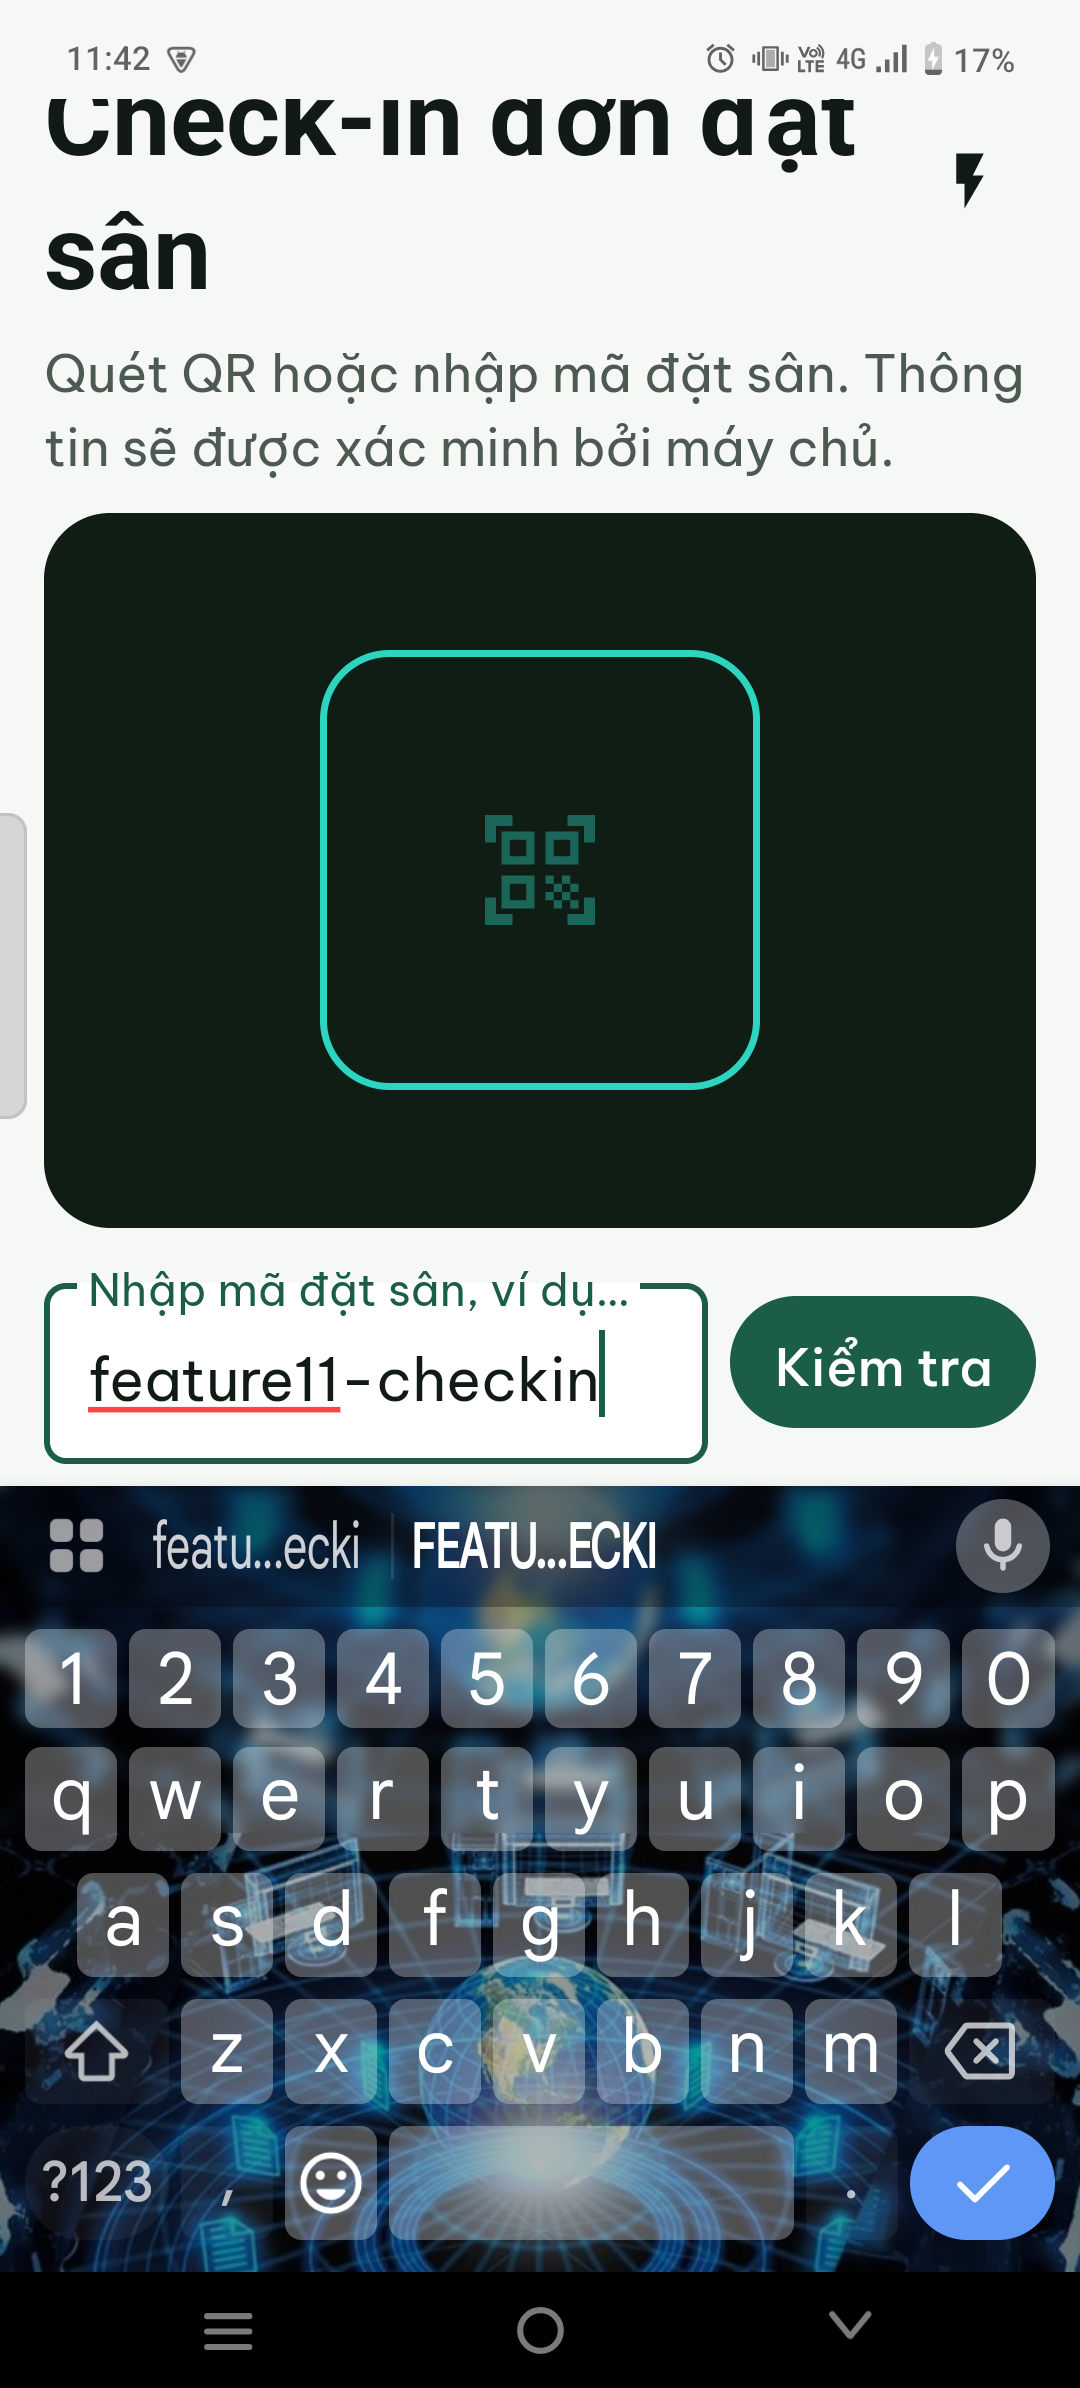 11:42 VoLTE 4G 17%
Check-in đơn đặt
sân
Quét QR hoặc nhập mã đặt sân. Thông
tin sẽ được xác minh bởi máy chủ.
Nhập mã đặt sân, ví dụ...
feature11-checkin
Kiểm tra
featu...ecki FEATU...ECKI
1 2 3 4 5 6 7 8 9 0
q w e r t y u i o p
a s d f g h j k l
z x c v b n m
?123 , .